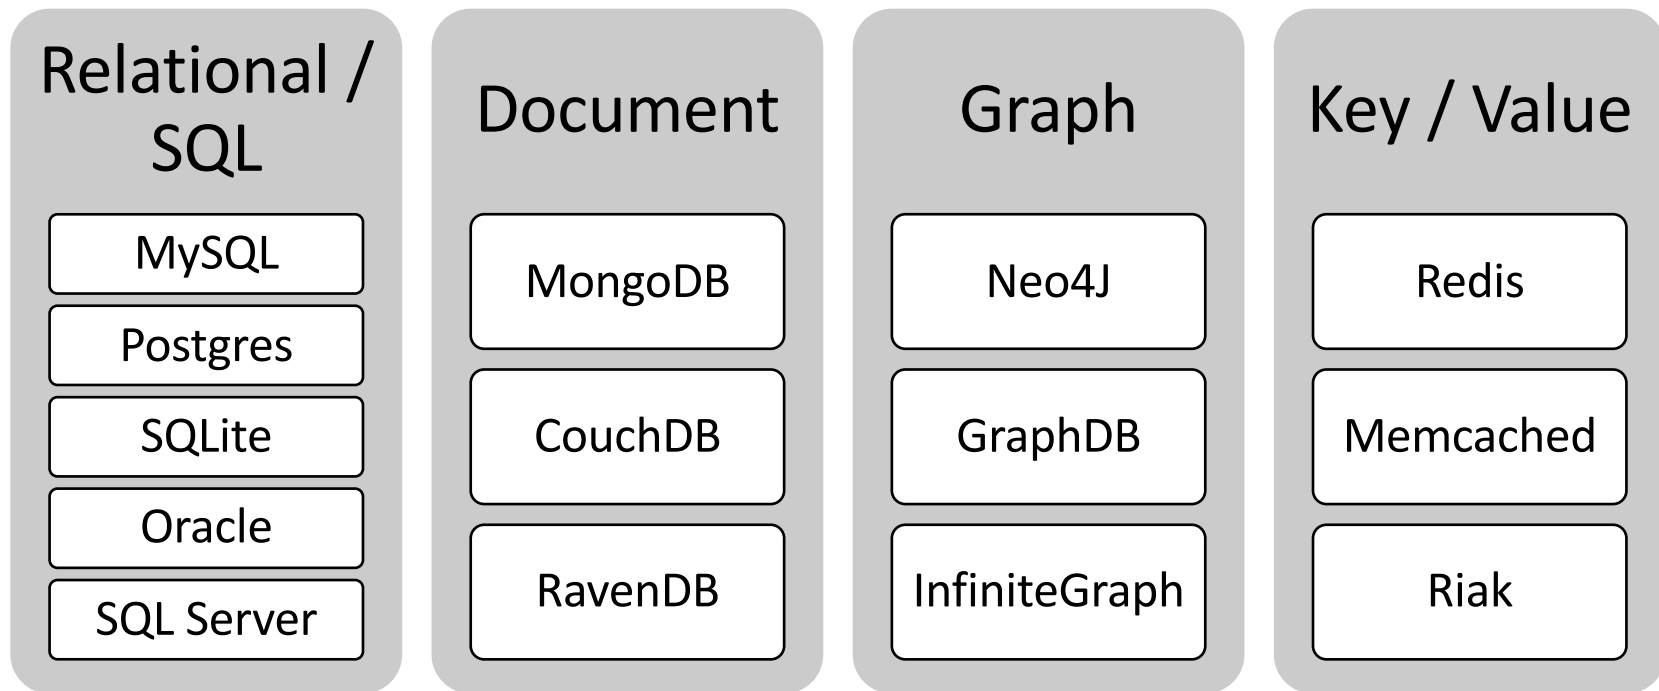 Relational /
SQL
MySQL
Postgres
SQLite
Oracle
SQL Server
Document
MongoDB
CouchDB
RavenDB
Graph
Neo4J
GraphDB
InfiniteGraph
Key / Value
Redis
Memcached
Riak